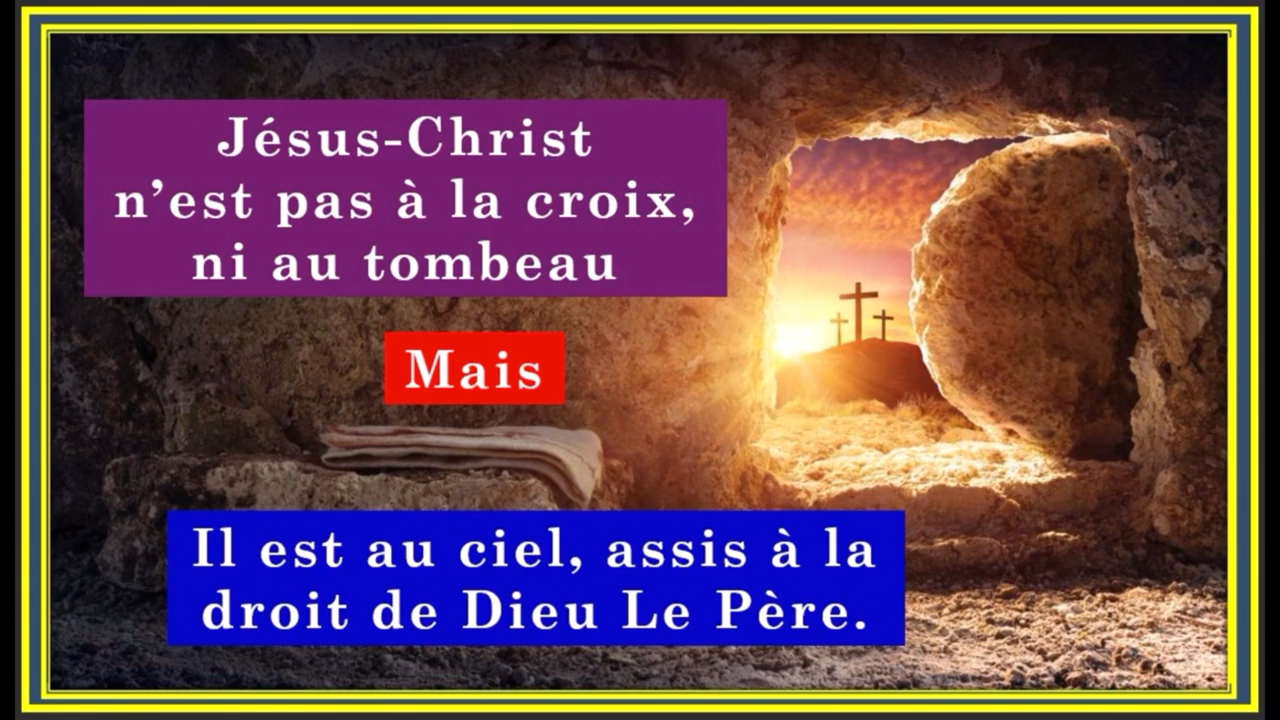 Jésus-Christ
n’est pas à la croix,
ni au tombeau
Mais
Il est au ciel, assis à la
droit de Dieu Le Père.